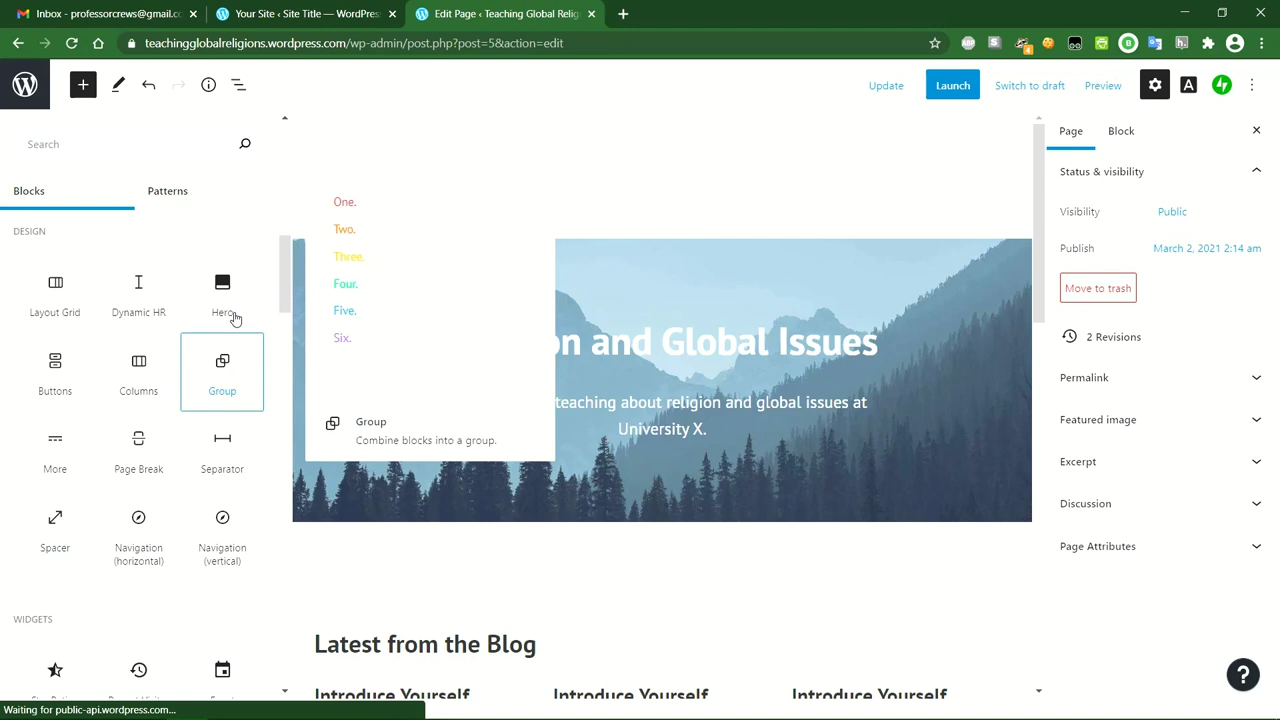 Inbox - professorcrews@gmail.co
Your Site ‹ Site Title — WordPres
Edit Page ‹ Teaching Global Relig
teachingglobalreligions.wordpress.com/wp-admin/post.php?post=5&action=edit
Update
Launch
Switch to draft
Preview
Search
Blocks
Patterns
DESIGN
Layout Grid
Dynamic HR
Hero
Buttons
Columns
Group
More
Page Break
Separator
Spacer
Navigation (horizontal)
Navigation (vertical)
WIDGETS
One.
Two.
Three.
Four.
Five.
Six.
Group
Combine blocks into a group.
on and Global Issues
teaching about religion and global issues at
University X.
Latest from the Blog
Introduce Yourself
Introduce Yourself
Introduce Yourself
Page
Block
Status & visibility
Visibility
Public
Publish
March 2, 2021 2:14 am
Move to trash
2 Revisions
Permalink
Featured image
Excerpt
Discussion
Page Attributes
Waiting for public-api.wordpress.com...